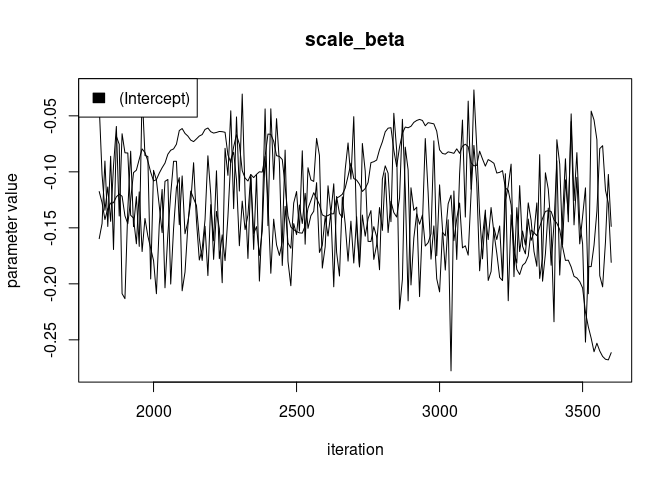 scale_beta
(Intercept)
parameter value
-0.05
-0.10
-0.15
-0.20
-0.25
2000
2500
3000
3500
iteration